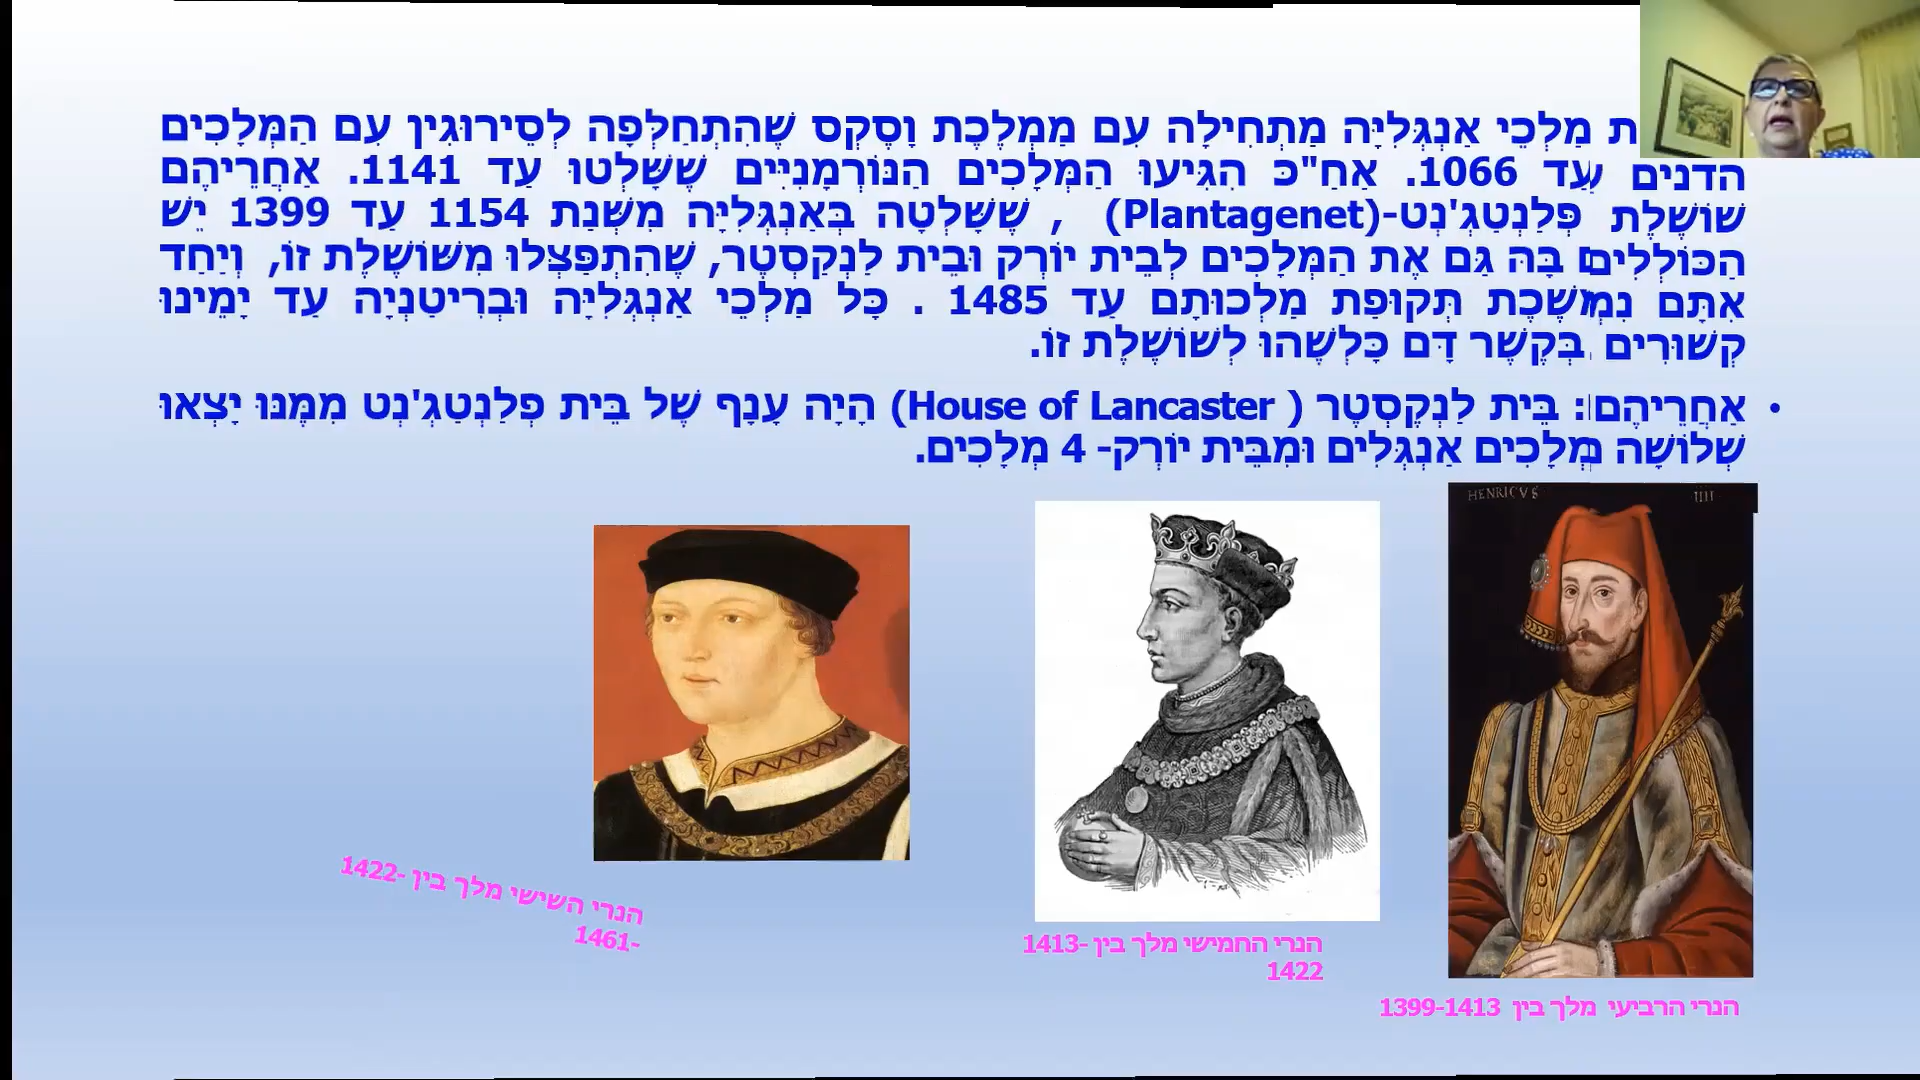 מַלְכֵי אַנְגְּלִיָּה מַתְחִילָה עִם מַמְלֶכֶת וָסֶקְס שֶׁהִתְחַלְּפָה לְסֵירוּגִין עִם הַמְּלָכִים
הדנים עַד 1066. אַחַ"כּ הִגִּיעוּ הַמְּלָכִים הַנּוֹרְמָנִיִּים שֶׁשָּׁלְטוּ עַד 1141. אַחֲרֵיהֶם
שׁוֹשֶׁלֶת פְּלַנְטִגְ'נְט-(Plantagenet) , שֶׁשָּׁלְטָה בְּאַנְגְּלִיָּה מִשְּׁנַת 1154 עַד 1399 יֵשׁ
הַכּוֹלְלִים בָּהּ גַּם אֶת הַמְּלָכִים לְבֵית יוֹרְק וּבֵית לַנְקַסְטֶר, שֶׁהִתְפַּצְּלוּ מִשּׁוֹשֶׁלֶת זוֹ, וְיַחַד
אִתָּם נִמְשֶׁכֶת תְּקוּפַת מַלְכוּתָם עַד 1485 . כָּל מַלְכֵי אַנְגְּלִיָּה וּבְרִיטַנְיָה עַד יָמֵינוּ
קְשׁוּרִים בְּקֶשֶׁר דָּם כָּלְשֶׁהוּ לְשׁוֹשֶׁלֶת זוֹ.
• אַחֲרֵיהֶם: בֵּית לַנְקֶסְטֶר ( House of Lancaster) הָיָה עָנָף שֶׁל בֵּית פְלַנְטַגְ'נְט מִמֶּנּוּ יָצְאוּ
שְׁלוֹשָׁה מְלָכִים אַנְגְּלִים וּמִבֵּית יוֹרְק- 4 מְלָכִים.
HENRICVS IIII
הנרי השישי מלך בין 1422-
1461-
הנרי החמישי מלך בין 1413-
1422
הנרי הרביעי מלך בין 1399-1413